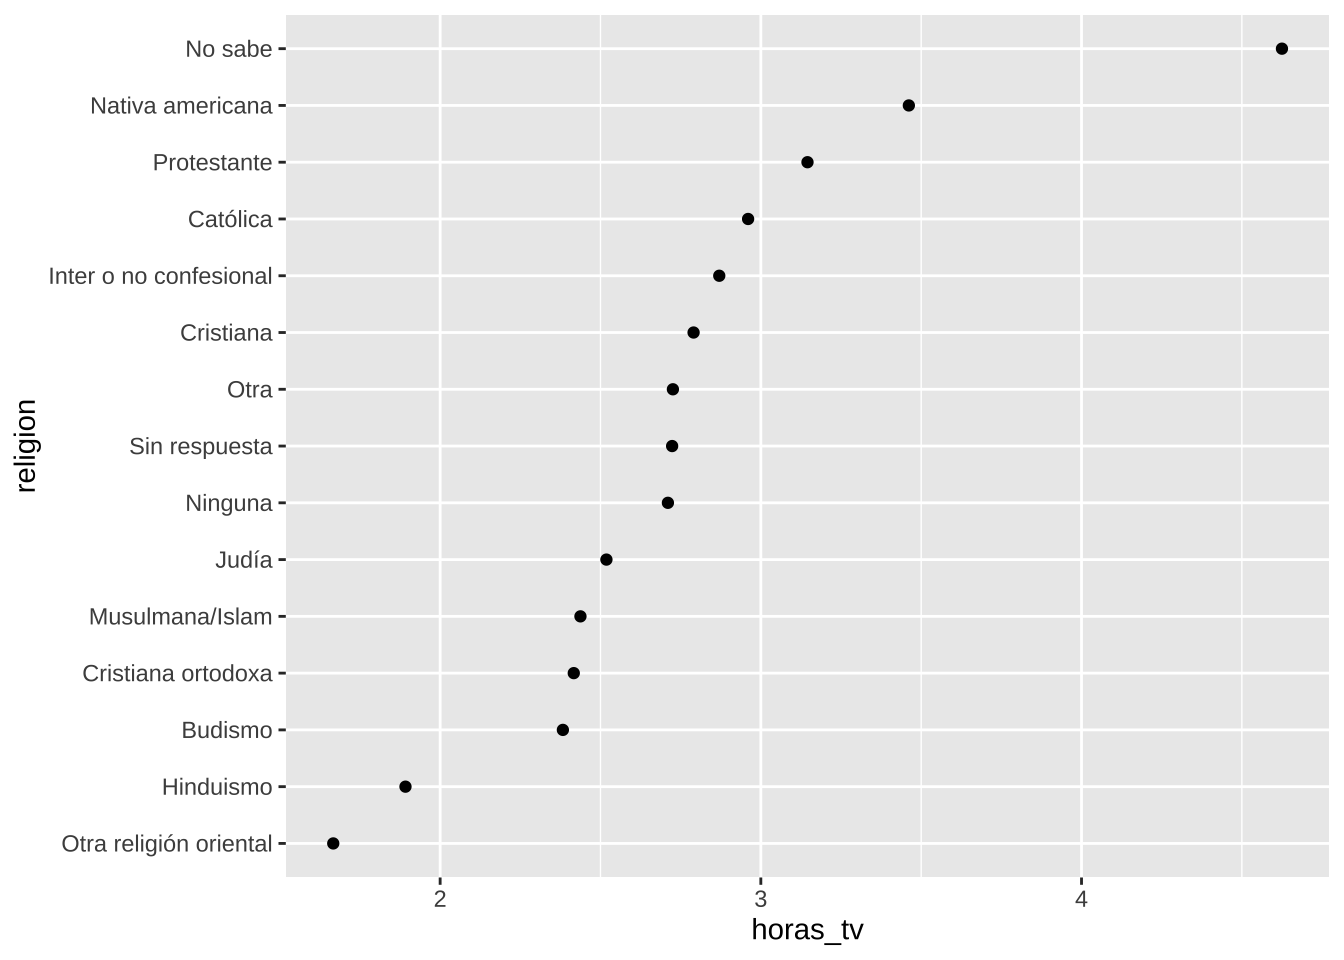 No sabe
Nativa americana
Protestante
Católica
Inter o no confesional
Cristiana
Otra
Sin respuesta
Ninguna
Judía
Musulmana/Islam
Cristiana ortodoxa
Budismo
Hinduismo
Otra religión oriental
religion
2 3 4
horas_tv